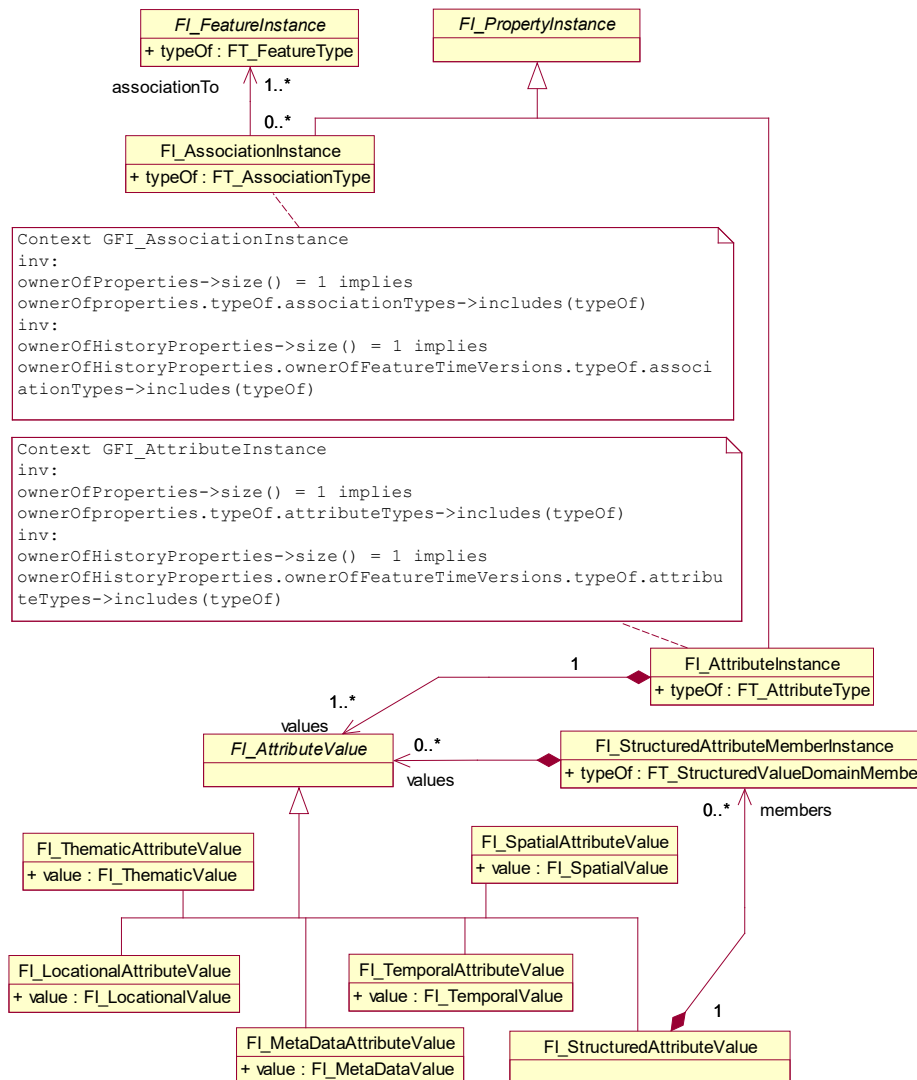 FI_FeatureInstance
+ typeOf : FT_FeatureType
FI_PropertyInstance
associationTo
1..*
0..*
FI_AssociationInstance
+ typeOf : FT_AssociationType
Context GFI_AssociationInstance
inv:
ownerOfProperties->size() = 1 implies
ownerOfproperties.typeOf.associationTypes->includes(typeOf)
inv:
ownerOfHistoryProperties->size() = 1 implies
ownerOfHistoryProperties.ownerOfFeatureTimeVersions.typeOf.associ
ationTypes->includes(typeOf)
Context GFI_AttributeInstance
inv:
ownerOfProperties->size() = 1 implies
ownerOfproperties.typeOf.attributeTypes->includes(typeOf)
inv:
ownerOfHistoryProperties->size() = 1 implies
ownerOfHistoryProperties.ownerOfFeatureTimeVersions.typeOf.attribu
teTypes->includes(typeOf)
FI_AttributeInstance
+ typeOf : FT_AttributeType
1
1..*
values
FI_AttributeValue
0..*
values
FI_StructuredAttributeMemberInstance
+ typeOf : FT_StructuredValueDomainMember
0..*
members
FI_ThematicAttributeValue
+ value : FI_ThematicValue
FI_SpatialAttributeValue
+ value : FI_SpatialValue
FI_LocationalAttributeValue
+ value : FI_LocationalValue
FI_TemporalAttributeValue
+ value : FI_TemporalValue
1
FI_MetaDataAttributeValue
+ value : FI_MetaDataValue
FI_StructuredAttributeValue